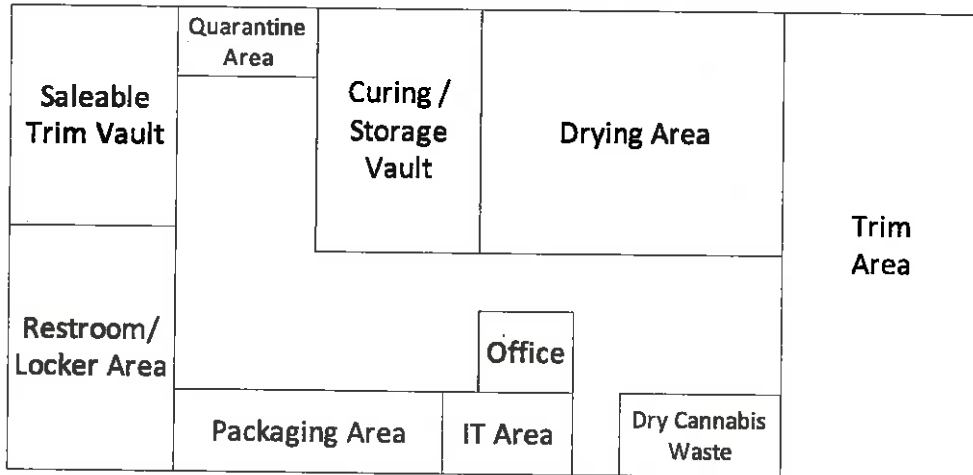 Quarantine
Area
Saleable
Trim Vault
Curing /
Storage
Vault
Drying Area
Trim
Area
Restroom/
Locker Area
Office
Packaging Area
IT Area
Dry Cannabis
Waste